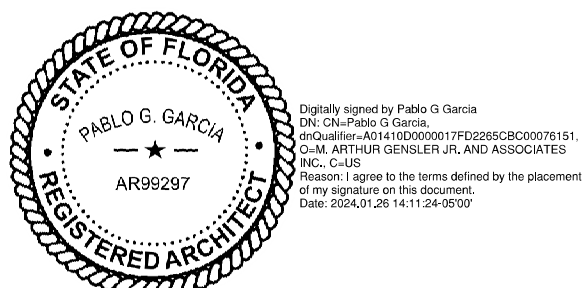 STATE OF FLORIDA
PABLO G. GARCIA
AR99297
REGISTERED ARCHITECT
Digitally signed by Pablo G Garcia
DN: CN=Pablo G Garcia,
dnQualifier=A01410D0000017FD2265CBC00076151,
O=M. ARTHUR GENSLER JR. AND ASSOCIATES
INC., C=US
Reason: I agree to the terms defined by the placement
of my signature on this document.
Date: 2024.01.26 14:11:24-05'00'